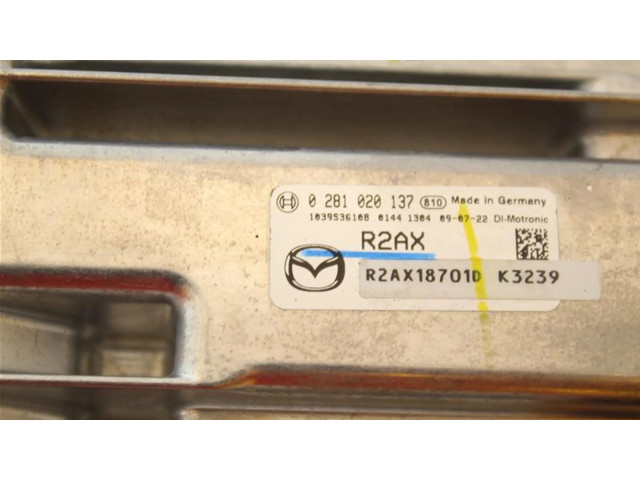 0 281 020 137 810 Made in Germany
1039S36108 0144 1304 09-07-22 DI-Motronic
R2AX
R2AX18701D K3239